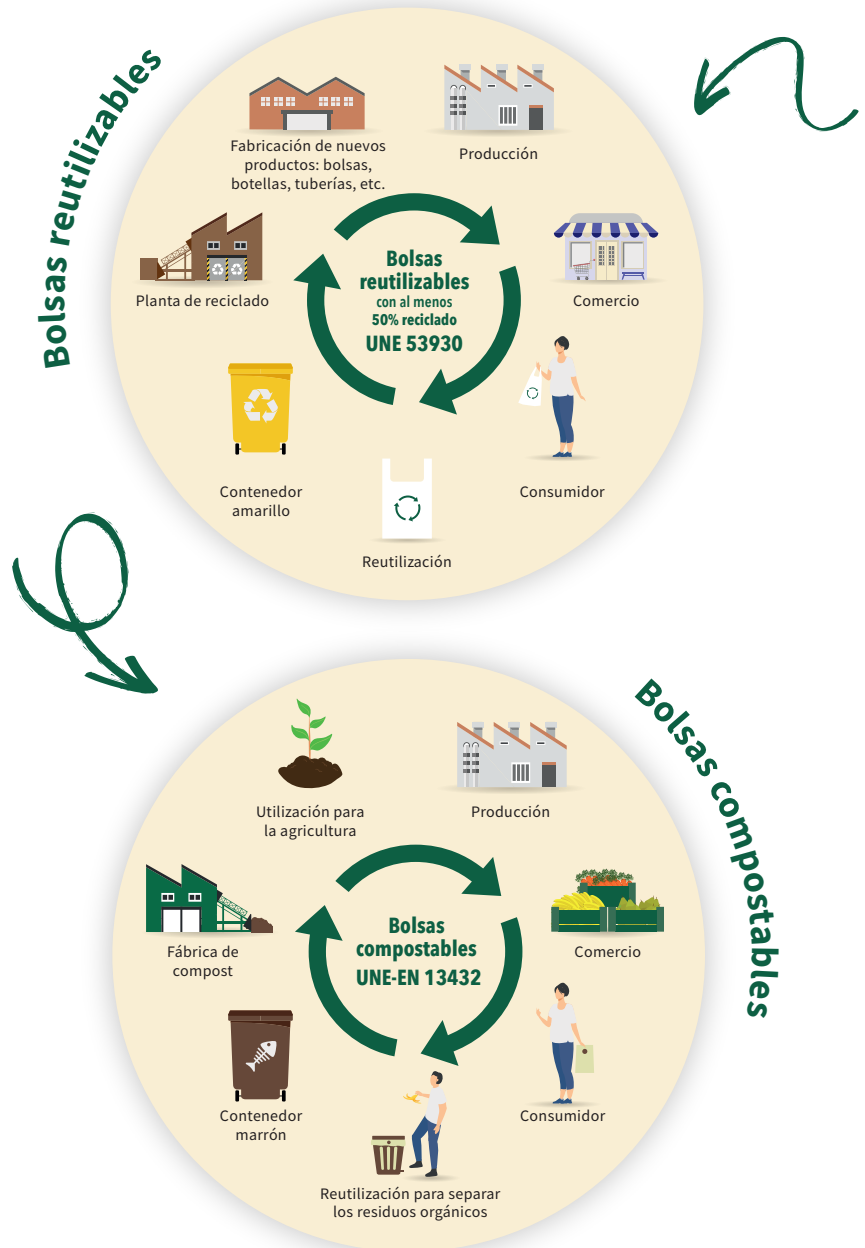 Bolsas reutilizables
Fabricación de nuevos
productos: bolsas,
botellas, tuberías, etc.
Producción
Planta de reciclado
Bolsas
reutilizables
con al menos
50% reciclado
UNE 53930
Comercio
Contenedor
amarillo
Consumidor
Reutilización
Bolsas compostables
Utilización para
la agricultura
Producción
Fábrica de
compost
Bolsas
compostables
UNE-EN 13432
Comercio
Contenedor
marrón
Consumidor
Reutilización para separar
los residuos orgánicos